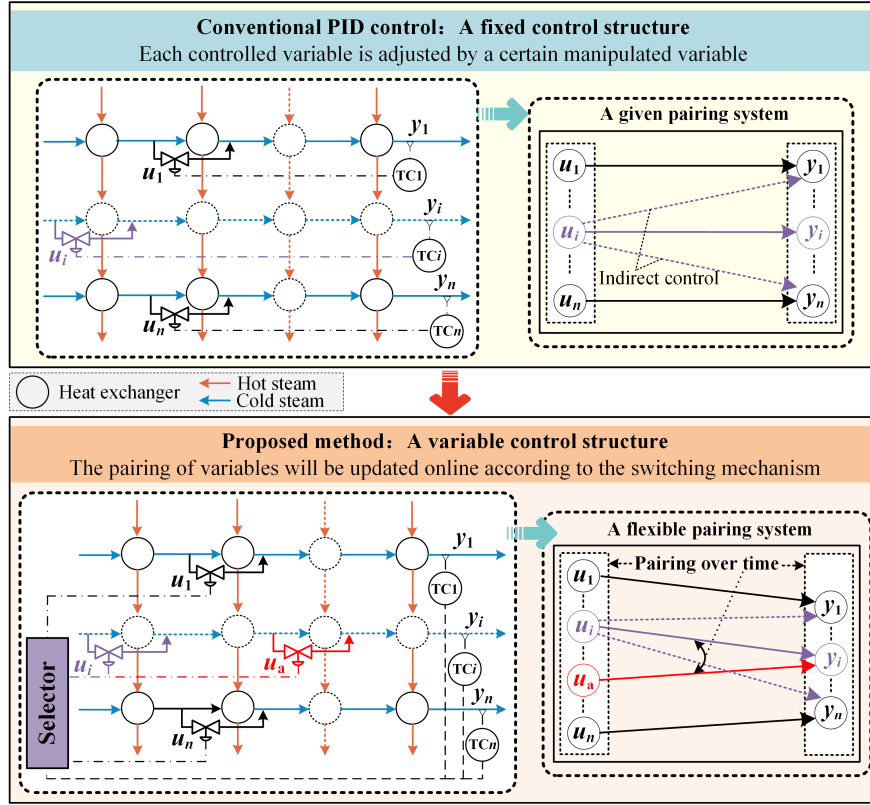 Conventional PID control: A fixed control structure
Each controlled variable is adjusted by a certain manipulated variable
y1
u1
TC1
yi
ui
TCi
yn
un
TCn
A given pairing system
u1
y1
ui
yi
Indirect control
un
yn
Heat exchanger
Hot steam
Cold steam
Proposed method: A variable control structure
The pairing of variables will be updated online according to the switching mechanism
y1
u1
TC1
yi
ui
ua
TCi
yn
un
TCn
Selector
A flexible pairing system
Pairing over time
u1
y1
ui
yi
ua
yn
un